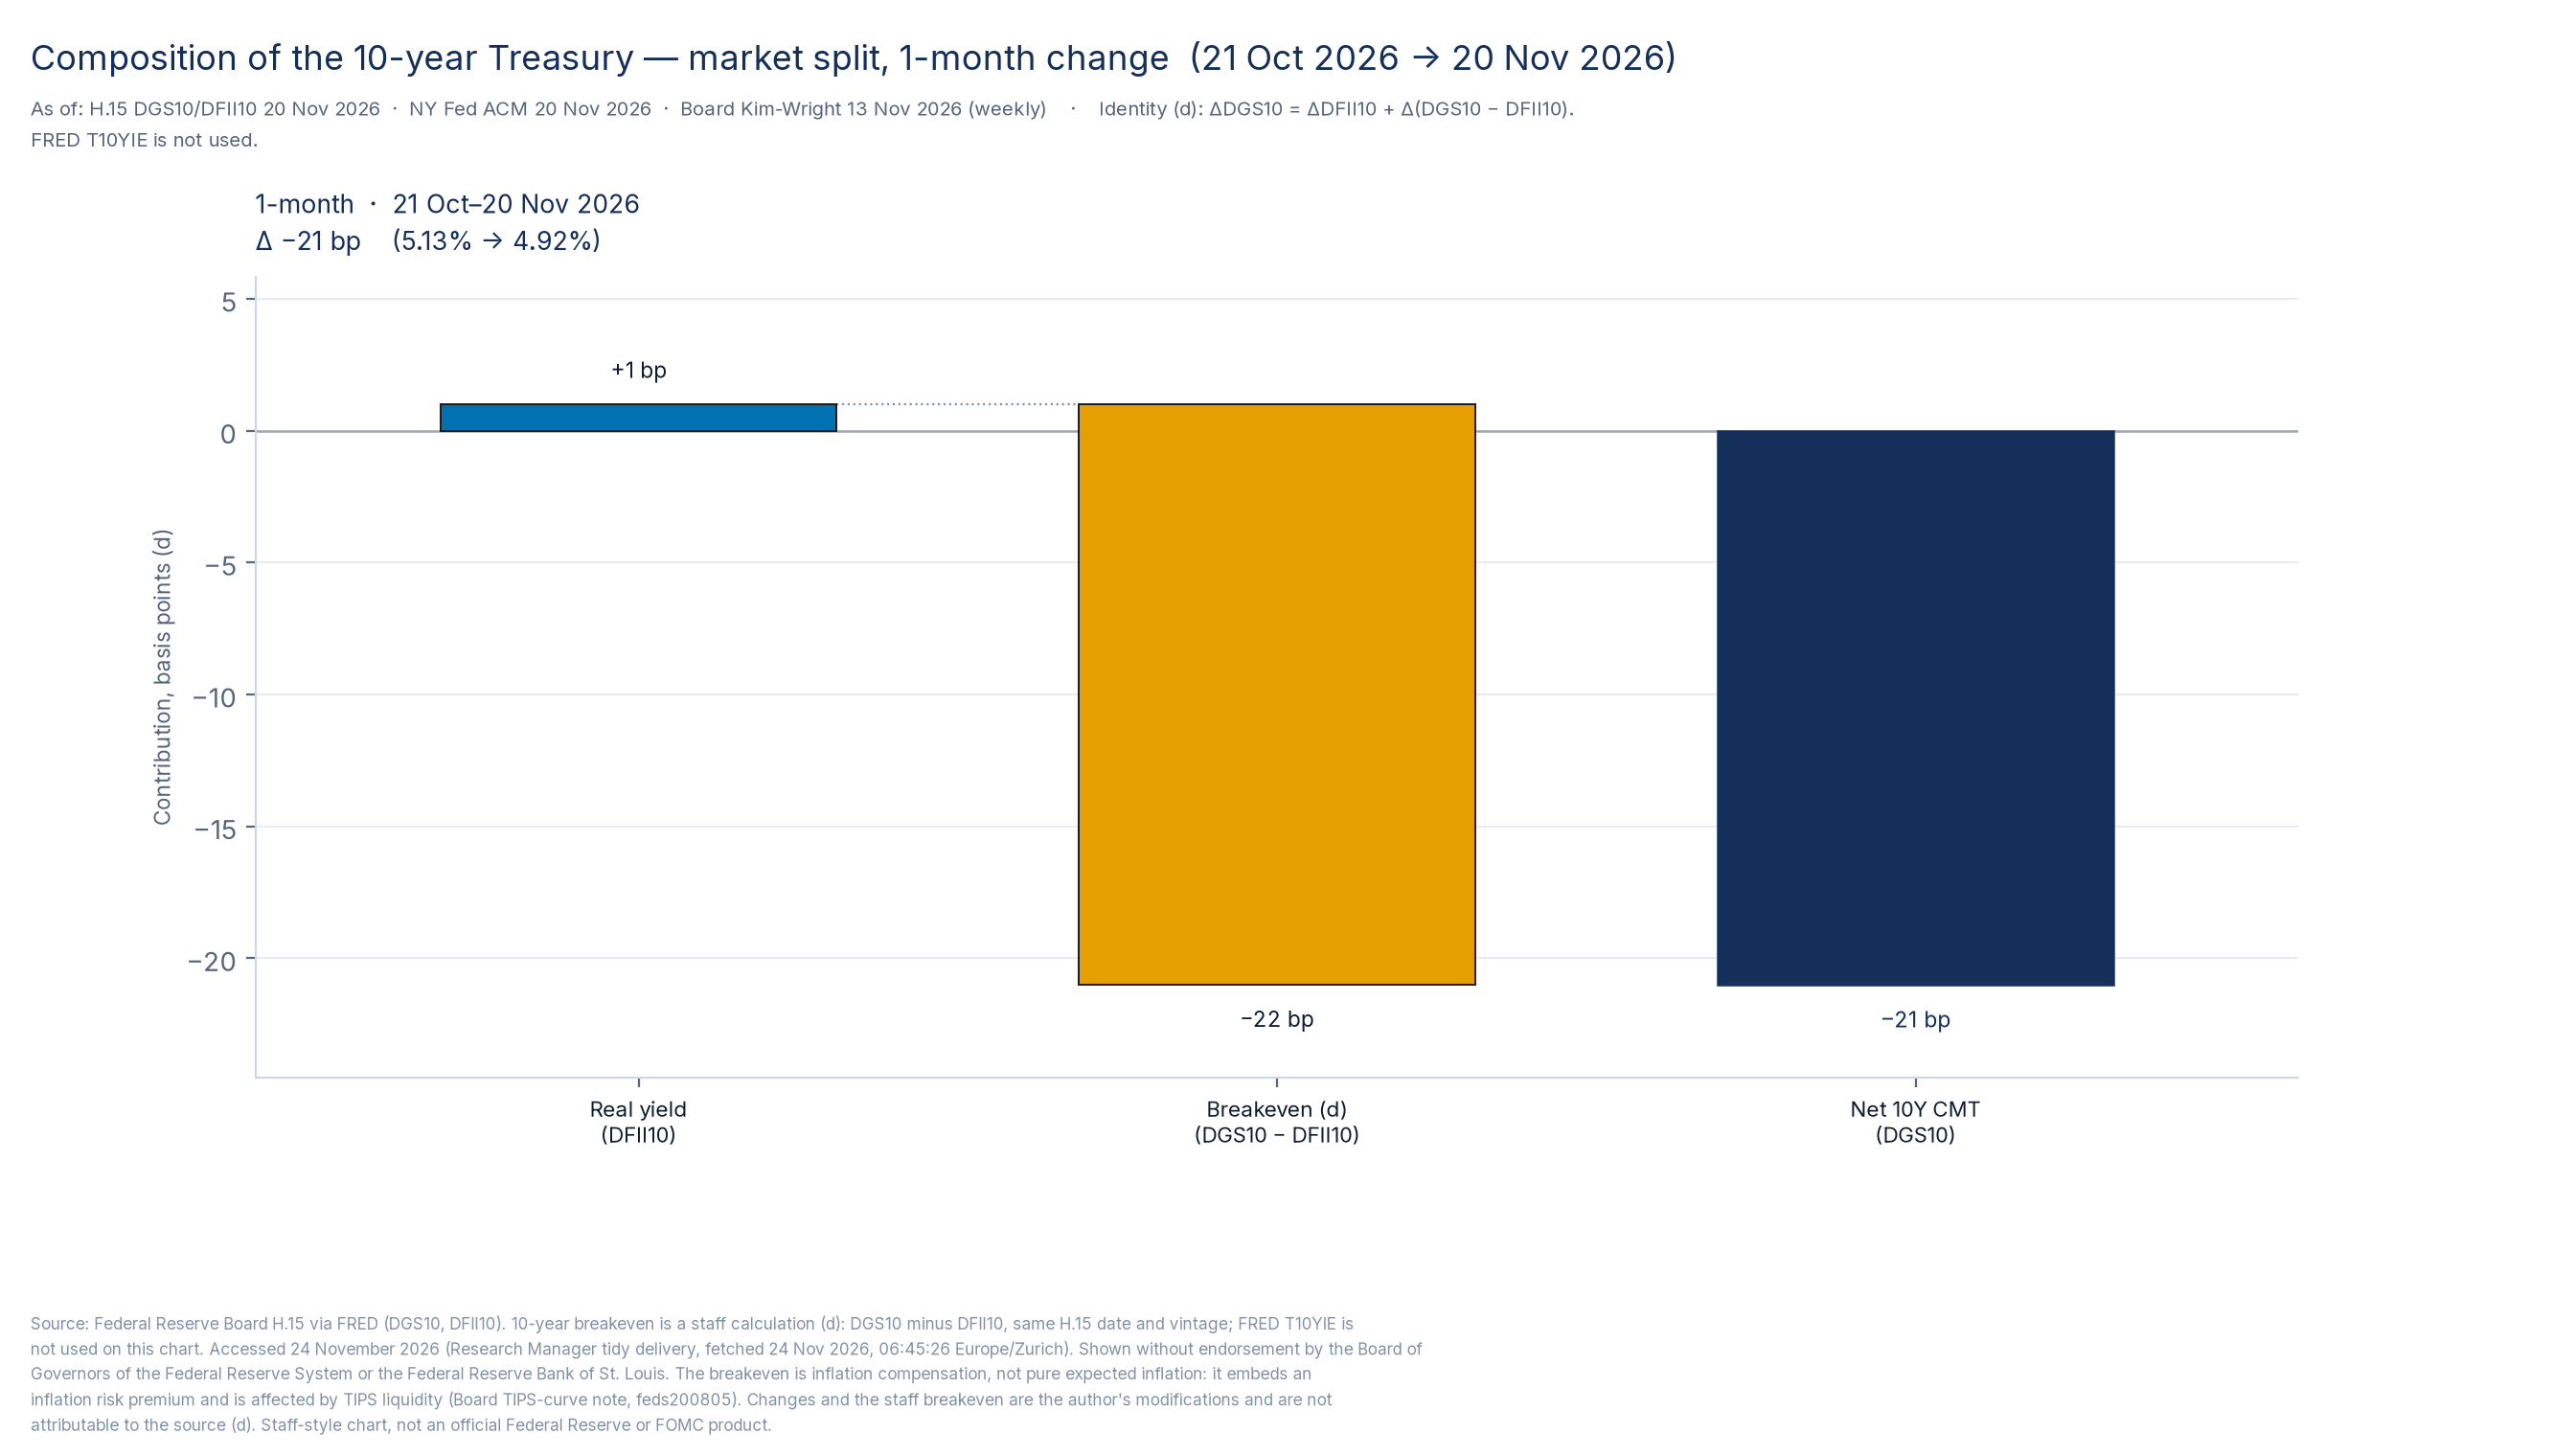 Composition of the 10-year Treasury — market split, 1-month change (21 Oct 2026 → 20 Nov 2026)
As of: H.15 DGS10/DFII10 20 Nov 2026 · NY Fed ACM 20 Nov 2026 · Board Kim-Wright 13 Nov 2026 (weekly) · Identity (d): ΔDGS10 = ΔDFII10 + Δ(DGS10 − DFII10).
FRED T10YIE is not used.
1-month · 21 Oct–20 Nov 2026
Δ −21 bp (5.13% → 4.92%)
Contribution, basis points (d)
5
0
−5
−10
−15
−20
+1 bp
−22 bp
−21 bp
Real yield
(DFII10)
Breakeven (d)
(DGS10 − DFII10)
Net 10Y CMT
(DGS10)
Source: Federal Reserve Board H.15 via FRED (DGS10, DFII10). 10-year breakeven is a staff calculation (d): DGS10 minus DFII10, same H.15 date and vintage; FRED T10YIE is
not used on this chart. Accessed 24 November 2026 (Research Manager tidy delivery, fetched 24 Nov 2026, 06:45:26 Europe/Zurich). Shown without endorsement by the Board of
Governors of the Federal Reserve System or the Federal Reserve Bank of St. Louis. The breakeven is inflation compensation, not pure expected inflation: it embeds an
inflation risk premium and is affected by TIPS liquidity (Board TIPS-curve note, feds200805). Changes and the staff breakeven are the author's modifications and are not
attributable to the source (d). Staff-style chart, not an official Federal Reserve or FOMC product.